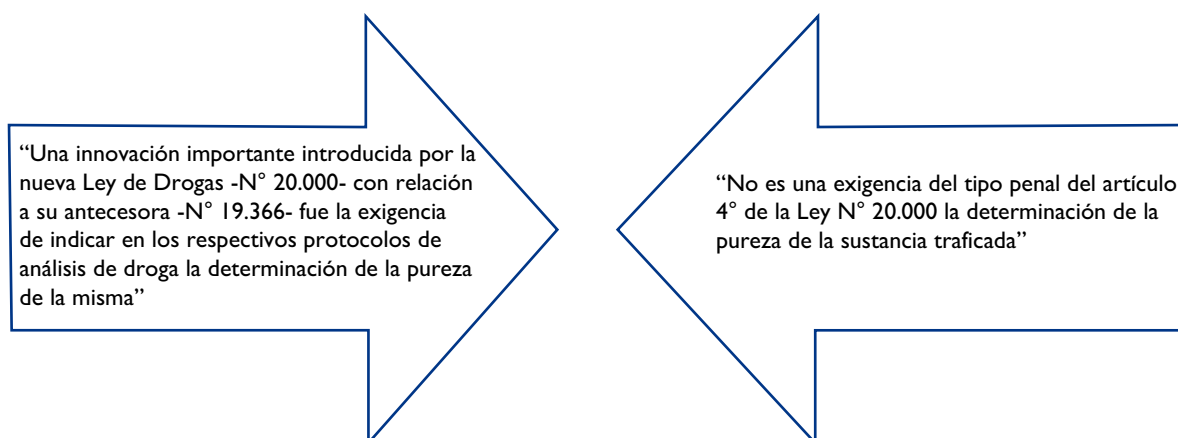 “Una innovación importante introducida por la
nueva Ley de Drogas -N° 20.000- con relación
a su antecesora -N° 19.366- fue la exigencia
de indicar en los respectivos protocolos de
análisis de droga la determinación de la pureza
de la misma”
“No es una exigencia del tipo penal del artículo
4° de la Ley N° 20.000 la determinación de la
pureza de la sustancia traficada”